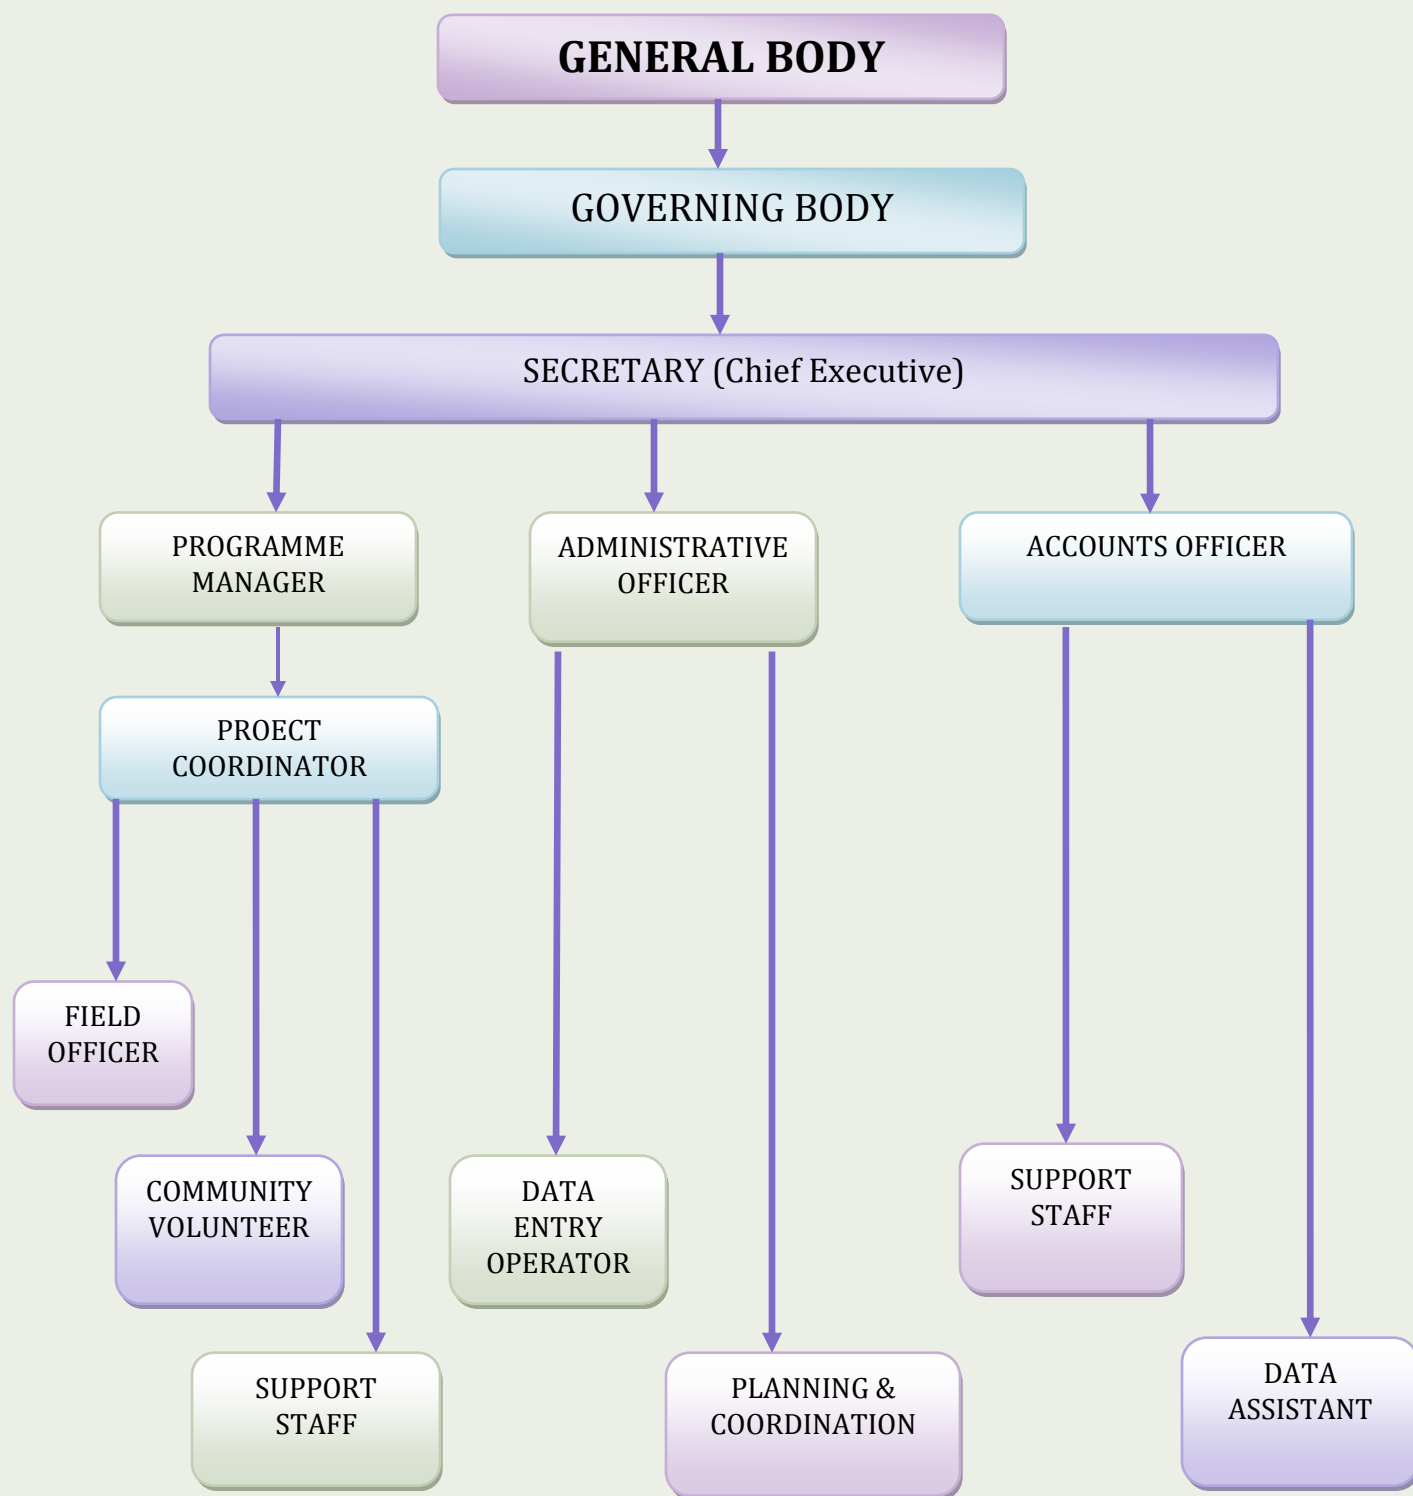 GENERAL BODY
GOVERNING BODY
SECRETARY (Chief Executive)
PROGRAMME
MANAGER
ADMINISTRATIVE
OFFICER
ACCOUNTS OFFICER
PROECT
COORDINATOR
FIELD
OFFICER
COMMUNITY
VOLUNTEER
DATA
ENTRY
OPERATOR
SUPPORT
STAFF
SUPPORT
STAFF
PLANNING &
COORDINATION
DATA
ASSISTANT